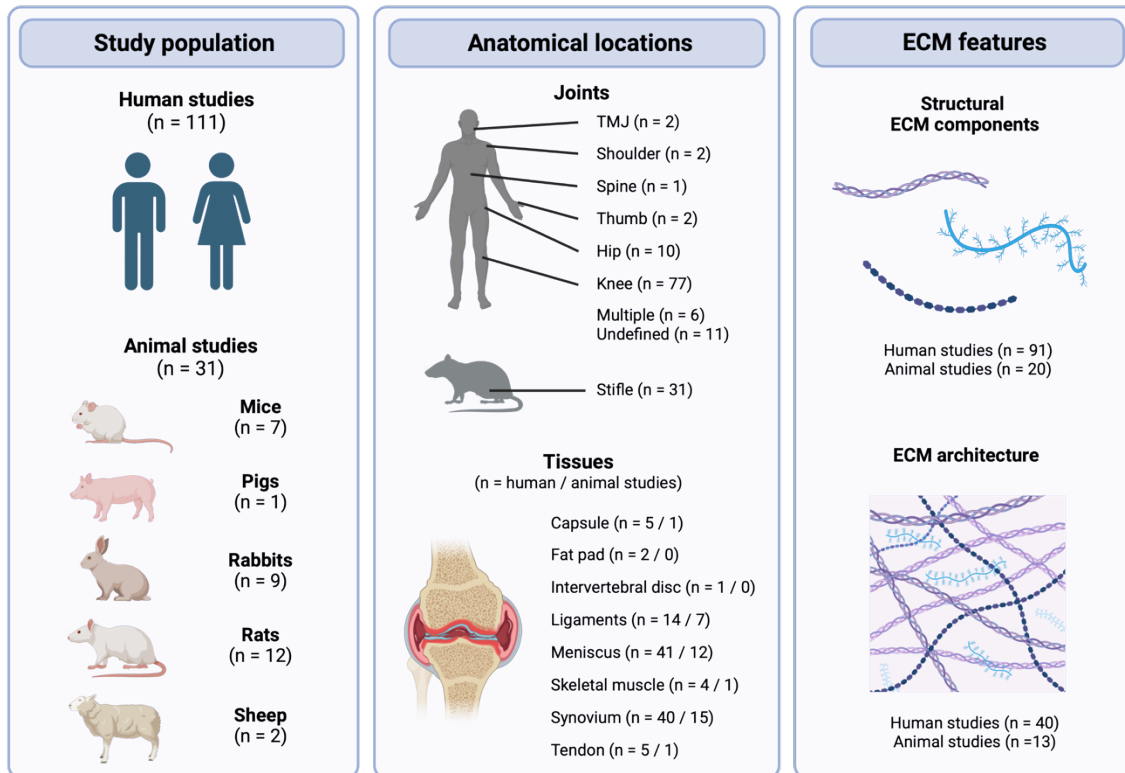 Study population
Human studies
(n = 111)
Animal studies
(n = 31)
Mice
(n = 7)
Pigs
(n = 1)
Rabbits
(n = 9)
Rats
(n = 12)
Sheep
(n = 2)
Anatomical locations
Joints
TMJ (n = 2)
Shoulder (n = 2)
Spine (n = 1)
Thumb (n = 2)
Hip (n = 10)
Knee (n = 77)
Multiple (n = 6)
Undefined (n = 11)
Stifle (n = 31)
Tissues
(n = human / animal studies)
Capsule (n = 5 / 1)
Fat pad (n = 2 / 0)
Intervertebral disc (n = 1 / 0)
Ligaments (n = 14 / 7)
Meniscus (n = 41 / 12)
Skeletal muscle (n = 4 / 1)
Synovium (n = 40 / 15)
Tendon (n = 5 / 1)
ECM features
Structural
ECM components
Human studies (n = 91)
Animal studies (n = 20)
ECM architecture
Human studies (n = 40)
Animal studies (n =13)